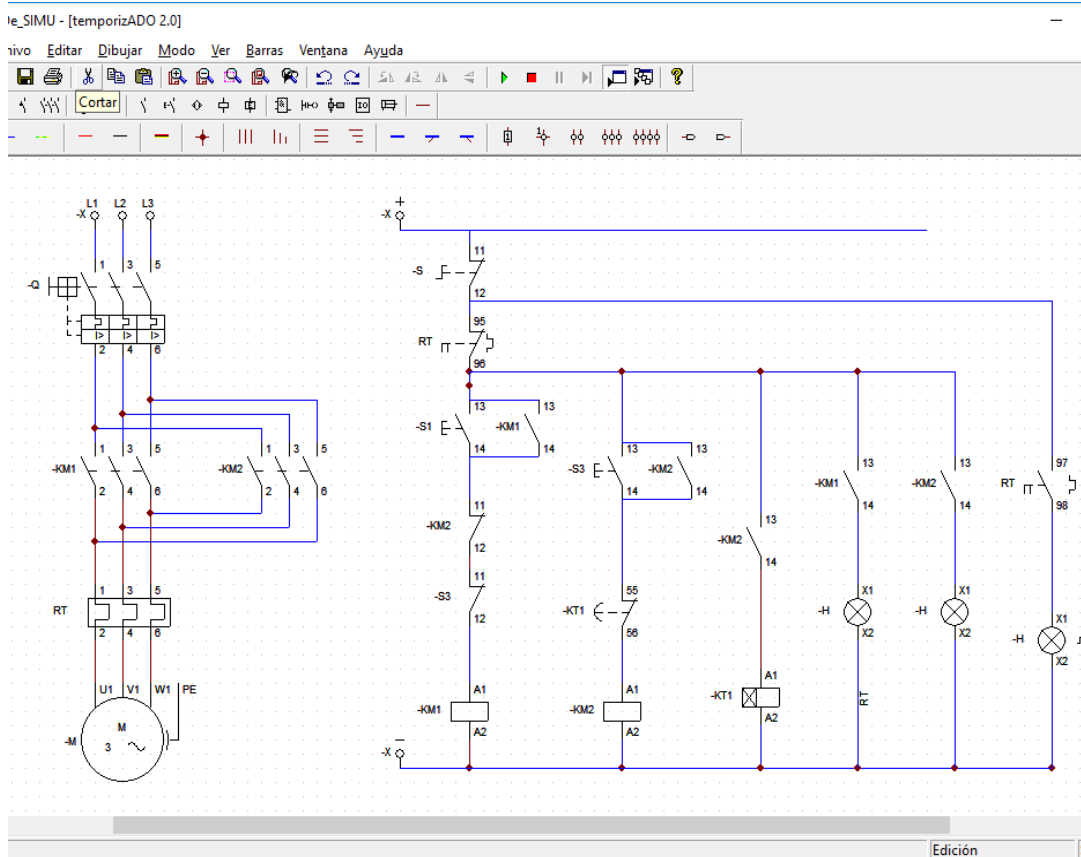 De_SIMU - [temporizADO 2.0]
hivo Editar Dibujar Modo Ver Barras Ventana Ayuda
Cortar
L1 L2 L3
-X
+
-X
1 3 5
-Q
I> I> I>
2 4 6
11
-S
12
95
RT
96
13 13
-S1 -KM1
14 14
1 3 5 1 3 5
-KM1 -KM2
2 4 6 2 4 6
13 13
-S3 -KM2
14 14
13 13 97
-KM1 -KM2 RT
14 14 98
11
-KM2
12
13
-KM2
14
11
-S3
12
55
-KT1
56
1 3 5
RT
2 4 6
X1 X1 X1
-H -H -H
X2 X2 X2
U1 V1 W1 PE
M
-M 3
A1 A1 A1
-KM1 -KM2 -KT1 RT
A2 A2 A2
-X
Edición